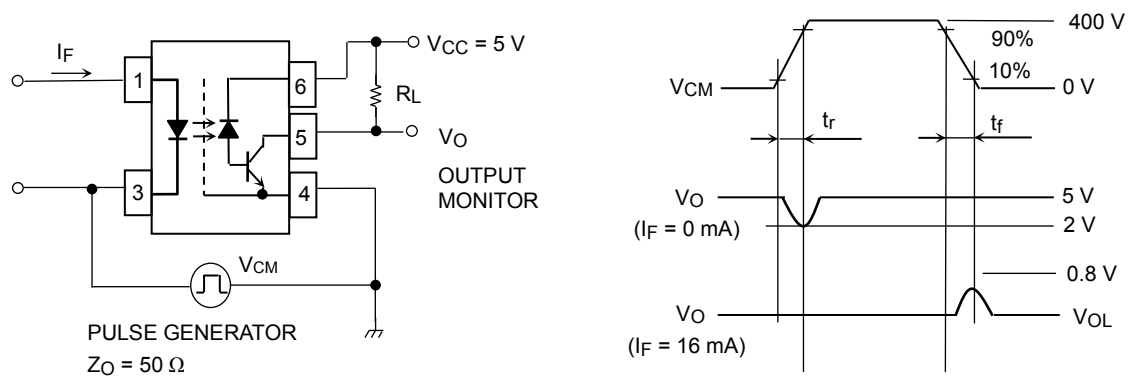 IF
1
3
6
5
4
VCC = 5 V
RL
VO
OUTPUT
MONITOR
VCM
PULSE GENERATOR
ZO = 50 Ω
VCM
400 V
90%
10%
0 V
tr
tf
VO
(IF = 0 mA)
5 V
2 V
0.8 V
VO
(IF = 16 mA)
VOL